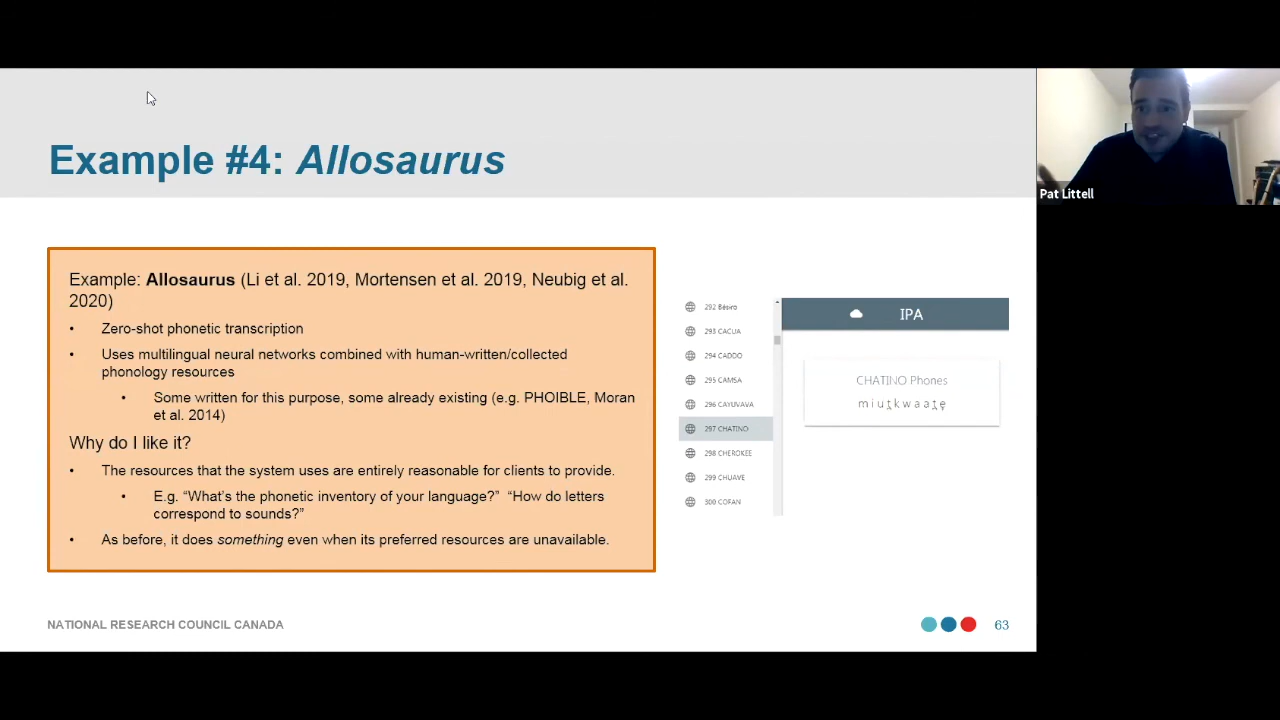 Example #4: Allosaurus
Example: Allosaurus (Li et al. 2019, Mortensen et al. 2019, Neubig et al.
2020)
• Zero-shot phonetic transcription
• Uses multilingual neural networks combined with human-written/collected
phonology resources
• Some written for this purpose, some already existing (e.g. PHOIBLE, Moran
et al. 2014)
Why do I like it?
• The resources that the system uses are entirely reasonable for clients to provide.
• E.g. “What’s the phonetic inventory of your language?” “How do letters
correspond to sounds?”
• As before, it does something even when its preferred resources are unavailable.
292
293 CACUA
294 CADDO
295 CAMSA
296 CAYUVAVA
297 CHATINO
298 CHEROKEE
299 CHUAVE
300 COFAN
IPA
CHATINO Phones
Pat Littell
NATIONAL RESEARCH COUNCIL CANADA
63